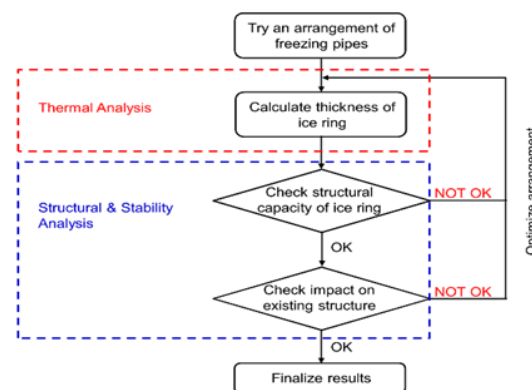 Try an arrangement of
freezing pipes
Thermal Analysis
Calculate thickness of
ice ring
Structural & Stability
Analysis
Check structural
capacity of ice ring
NOT OK
OK
Check impact on
existing structure
NOT OK
OK
Finalize results
Optimize arrangement